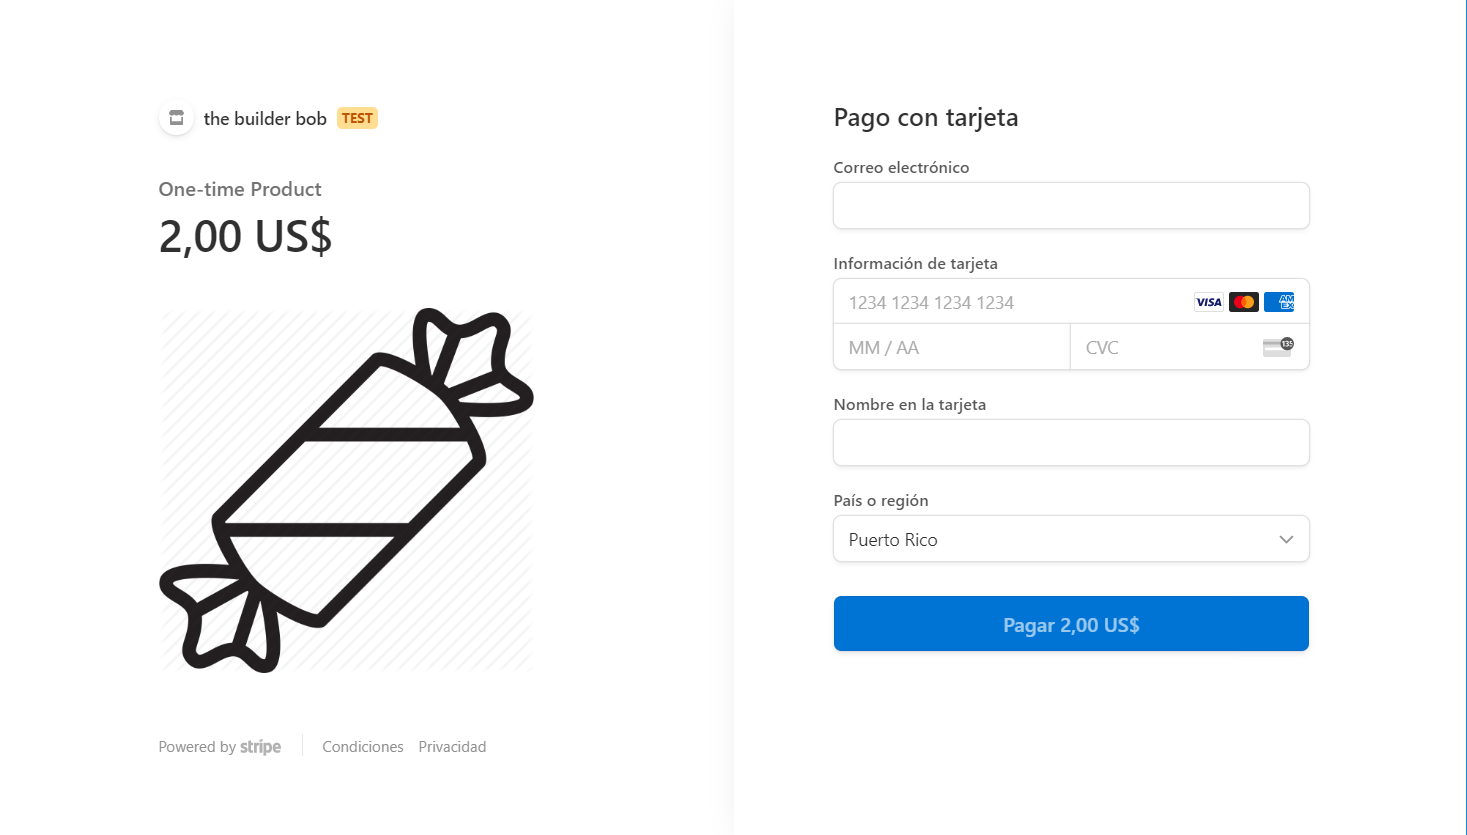 the builder bob TEST
One-time Product
2,00 US$
Powered by stripe
Condiciones
Privacidad
Pago con tarjeta
Correo electrónico
Información de tarjeta
1234 1234 1234 1234
VISA
AMEX
MM / AA
CVC
135
Nombre en la tarjeta
País o región
Puerto Rico
Pagar 2,00 US$